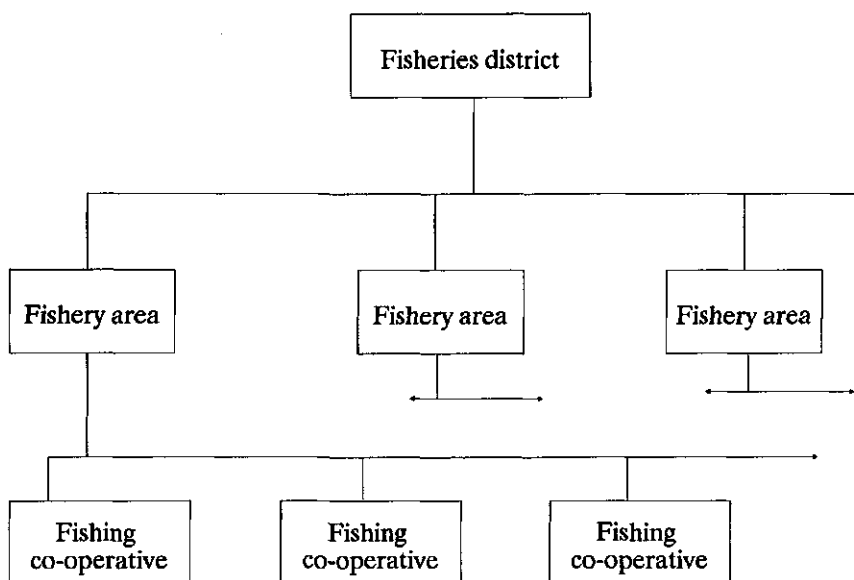 Fisheries district
Fishery area
Fishery area
Fishery area
Fishing
co-operative
Fishing
co-operative
Fishing
co-operative